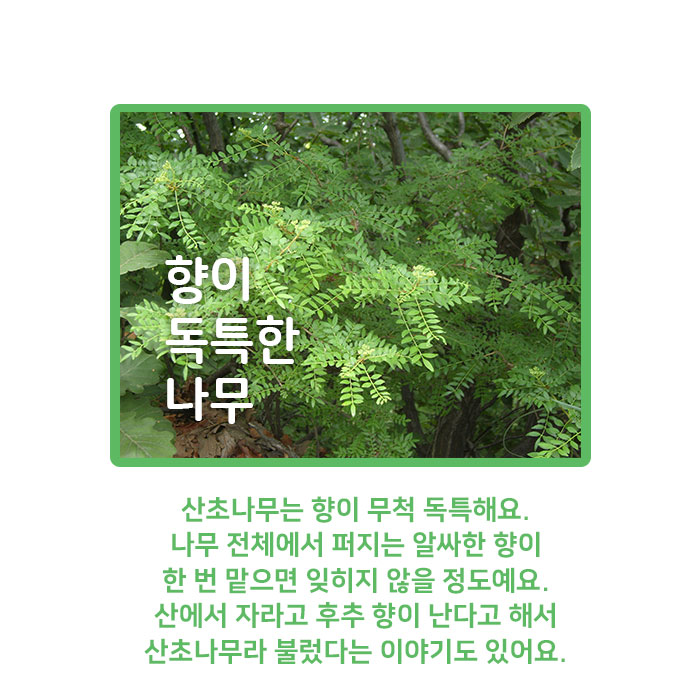 향이
독특한
나무
산초나무는 향이 무척 독특해요.
나무 전체에서 퍼지는 알싸한 향이
한 번 맡으면 잊히지 않을 정도예요.
산에서 자라고 후추 향이 난다고 해서
산초나무라 불렀다는 이야기도 있어요.